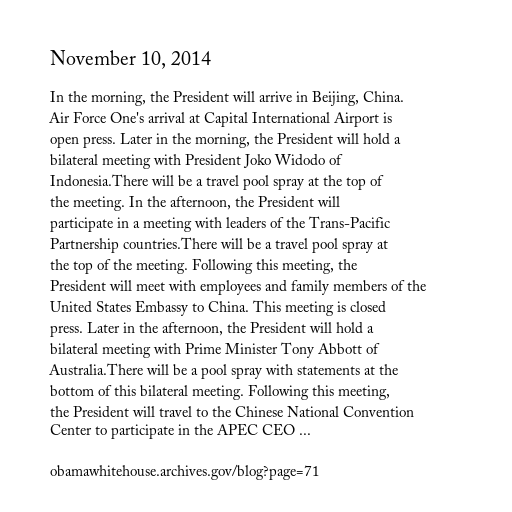 November 10, 2014
In the morning, the President will arrive in Beijing, China.
Air Force One's arrival at Capital International Airport is
open press. Later in the morning, the President will hold a
bilateral meeting with President Joko Widodo of
Indonesia.There will be a travel pool spray at the top of
the meeting. In the afternoon, the President will
participate in a meeting with leaders of the Trans-Pacific
Partnership countries.There will be a travel pool spray at
the top of the meeting. Following this meeting, the
President will meet with employees and family members of the
United States Embassy to China. This meeting is closed
press. Later in the afternoon, the President will hold a
bilateral meeting with Prime Minister Tony Abbott of
Australia.There will be a pool spray with statements at the
bottom of this bilateral meeting. Following this meeting,
the President will travel to the Chinese National Convention
Center to participate in the APEC CEO ...
obamawhitehouse.archives.gov/blog?page=71